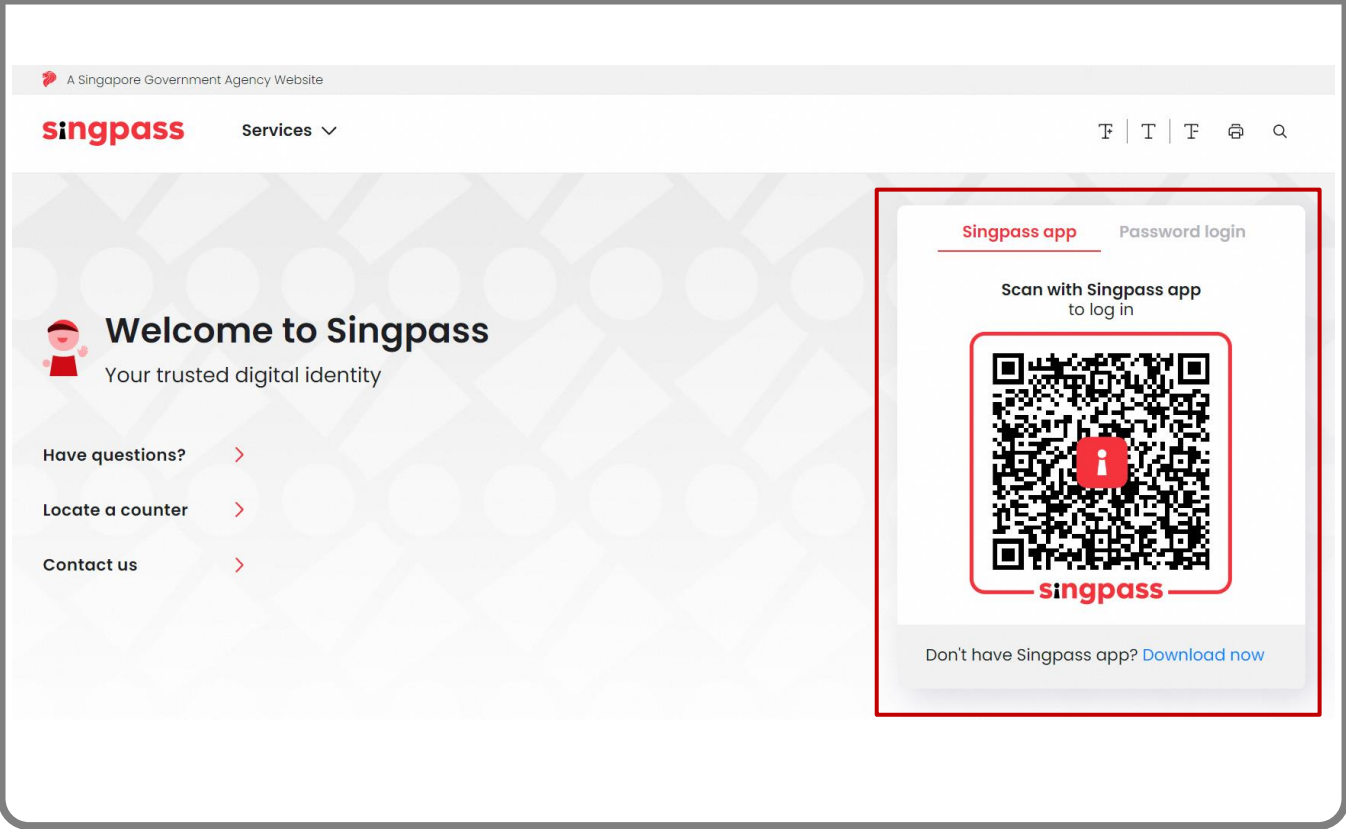 A Singapore Government Agency Website
singpass
Services
Welcome to Singpass
Your trusted digital identity
Have questions?
Locate a counter
Contact us
Singpass app Password login
Scan with Singpass app
to log in
singpass
Don't have Singpass app? Download now